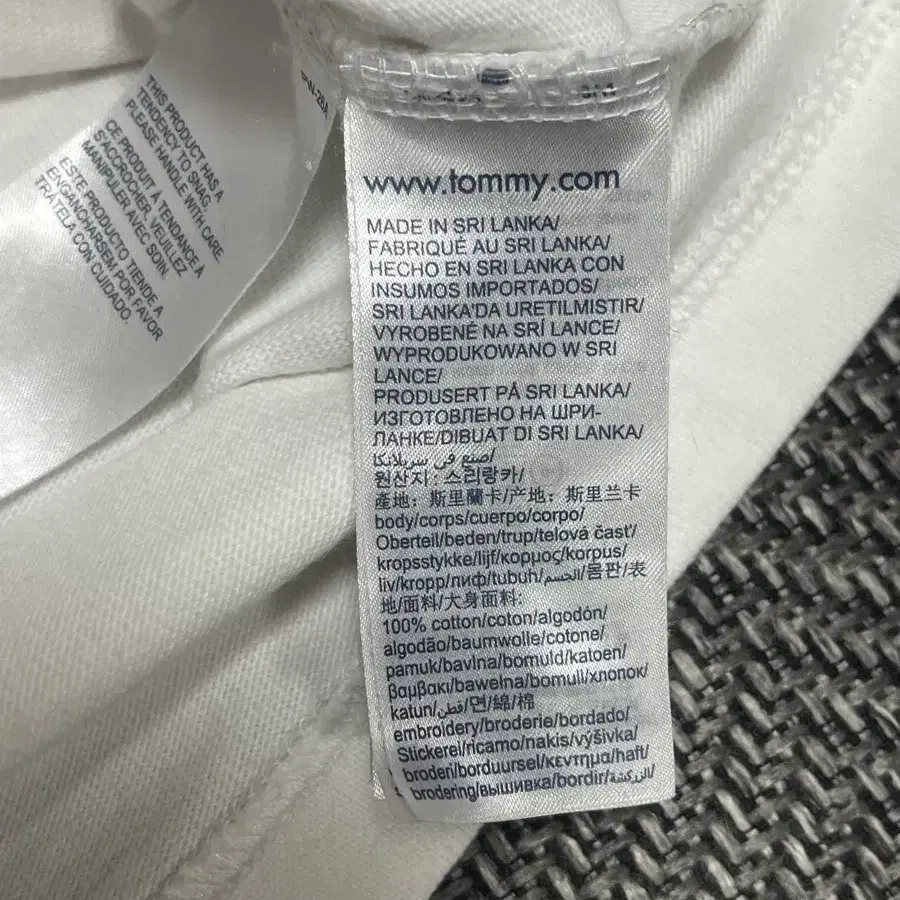 THIS PRODUCT HAS A
TENDENCY TO SNAG.
PLEASE HANDLE WITH CARE.
CE PRODUIT A TENDANCE A
S'ACCROCHER, VEUILLEZ
MANIPULER AVEC SOIN.
ESTE PRODUCTO TIENDE A
ENGANCHARSEM POR FAVOR
TRATELA CON CUIDADO.
www.tommy.com
MADE IN SRI LANKA/
FABRIQUÉ AU SRI LANKA/
HECHO EN SRI LANKA CON
INSUMOS IMPORTADOS/
SRI LANKA'DA URETILMISTIR/
VYROBENÉ NA SRÍ LANCE/
WYPRODUKOWANO W SRI
LANCE/
PRODUSERT PÅ SRI LANKA/
ИЗГОТОВЛЕНО НА ШРИ-
ЛАНКЕ/DIBUAT DI SRI LANKA/
صنع في سريلانكا/
원산지 : 스리랑카/
產地: 斯里蘭卡/产地: 斯里兰卡
body/corps/cuerpo/corpo/
Oberteil/beden/trup/telová časť/
kropsstykke/lijf/κορμος/korpus/
liv/kropp/лиф/tubuh/الجسم/몸판/表
地/面料/大身面料:
100% cotton/coton/algodón/
algodão/baumwolle/cotone/
pamuk/bavlna/bomuld/katoen/
βαμβακι/bawełna/bomull/хлопок/
katun/قطن/면/綿/棉
embroidery/broderie/bordado/
Stickerei/ricamo/nakis/výšivka/
broderi/borduursel/κεντημα/haft/
brodering/вышивка/bordir/الزركشة/